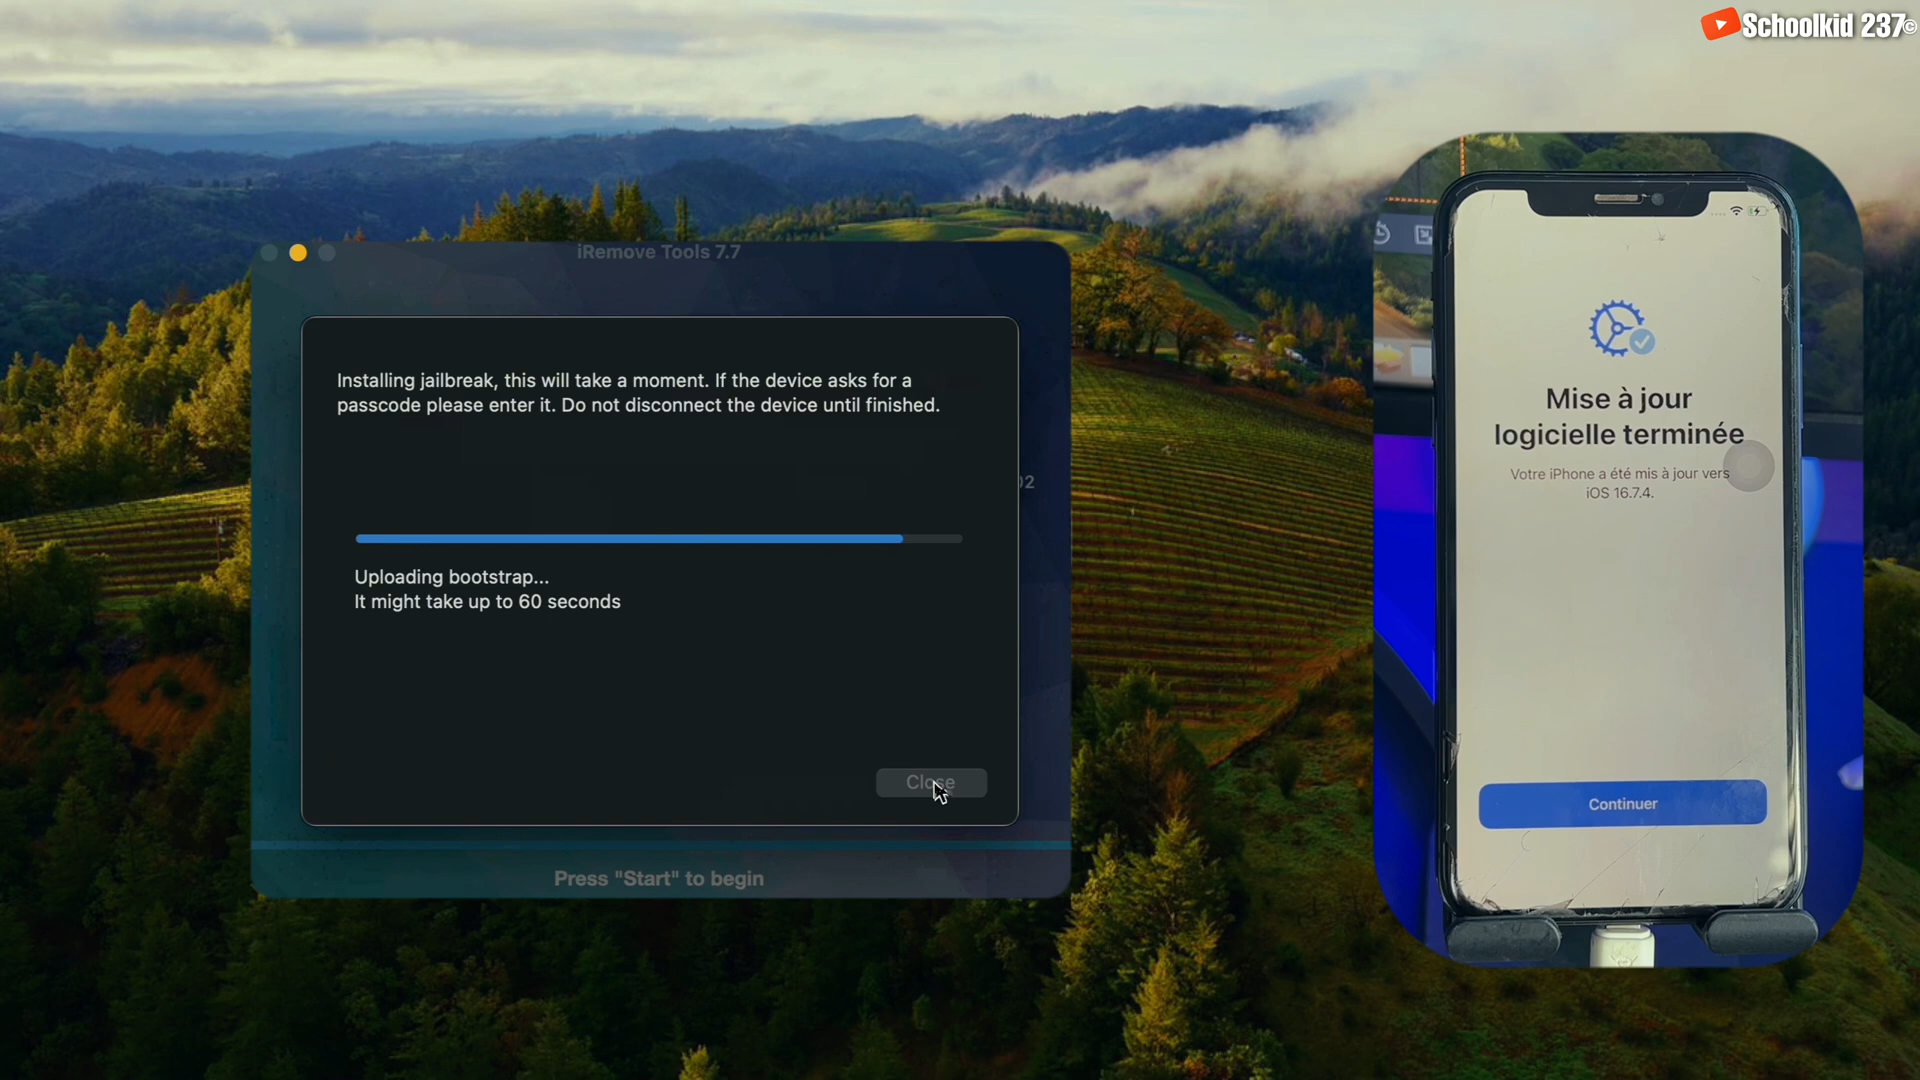 Schoolkid 237©
iRemove Tools 7.7
Installing jailbreak, this will take a moment. If the device asks for a
passcode please enter it. Do not disconnect the device until finished.
Uploading bootstrap...
It might take up to 60 seconds
Close
Press "Start" to begin
Mise à jour
logicielle terminée
Votre iPhone a été mis à jour vers
iOS 16.7.4.
Continuer